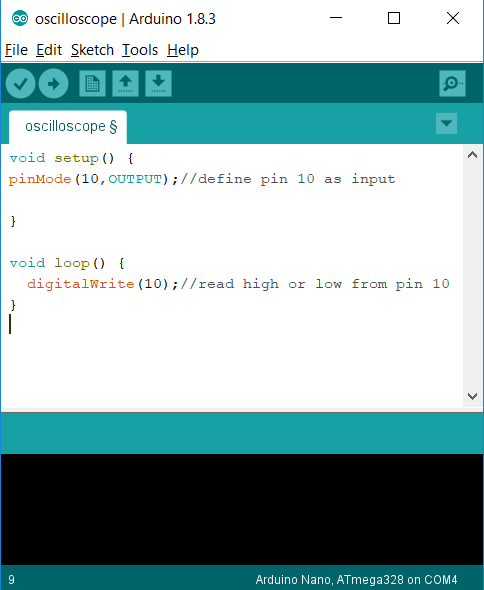 oscilloscope | Arduino 1.8.3
File Edit Sketch Tools Help
oscilloscope §
void setup() {
pinMode(10,OUTPUT);//define pin 10 as input
}
void loop() {
digitalWrite(10);//read high or low from pin 10
}
9 Arduino Nano, ATmega328 on COM4